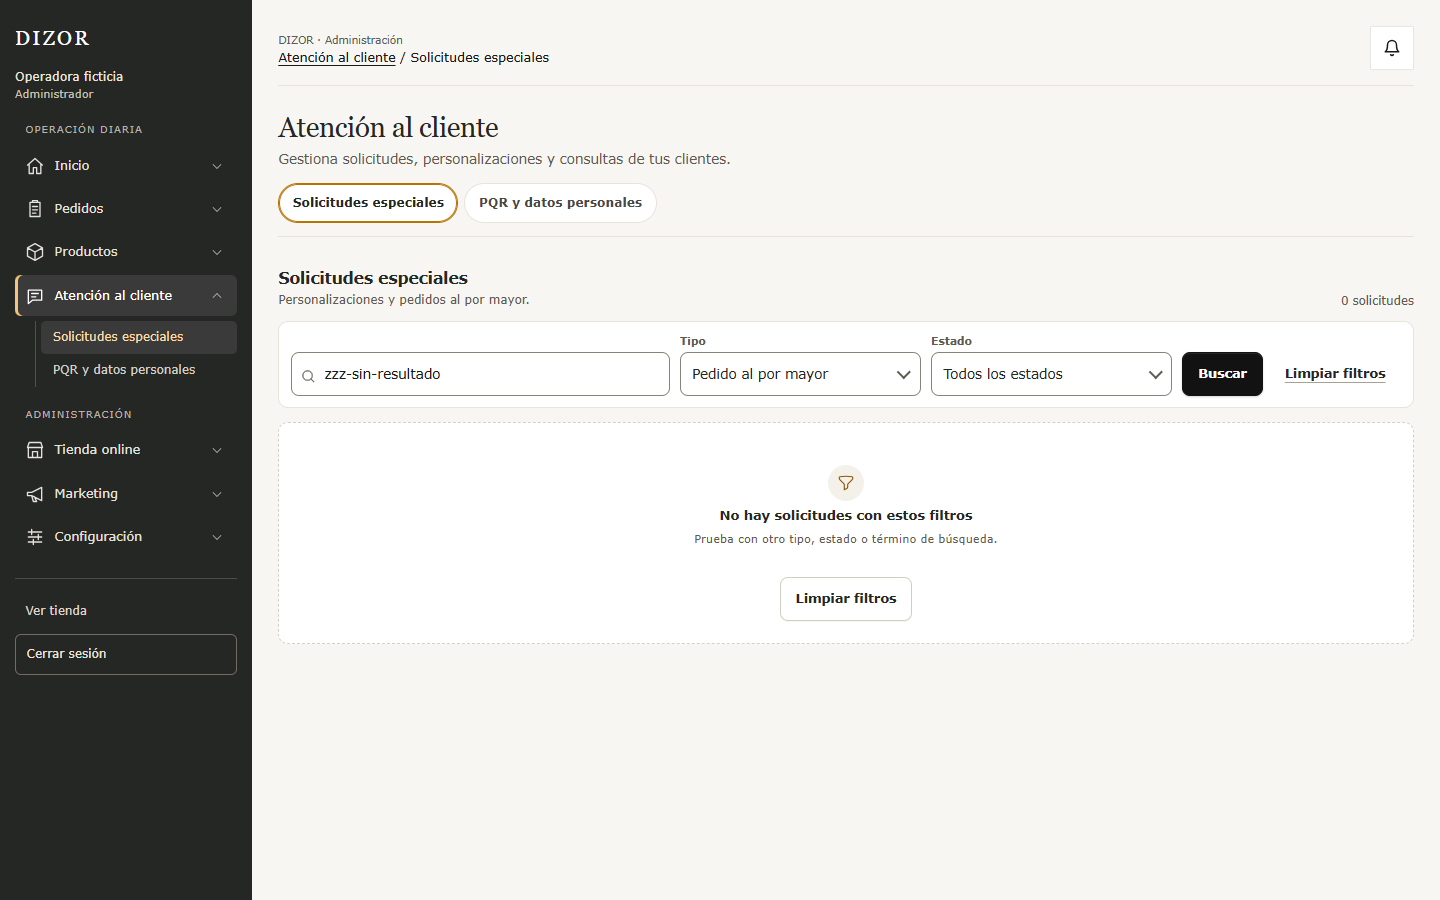 DIZOR
Operadora ficticia
Administrador
OPERACIÓN DIARIA
Inicio
Pedidos
Productos
Atención al cliente
Solicitudes especiales
PQR y datos personales
ADMINISTRACIÓN
Tienda online
Marketing
Configuración
Ver tienda
Cerrar sesión
DIZOR · Administración
Atención al cliente / Solicitudes especiales
Atención al cliente
Gestiona solicitudes, personalizaciones y consultas de tus clientes.
Solicitudes especiales
PQR y datos personales
Solicitudes especiales
Personalizaciones y pedidos al por mayor.
0 solicitudes
Tipo
Estado
zzz-sin-resultado
Pedido al por mayor
Todos los estados
Buscar
Limpiar filtros
No hay solicitudes con estos filtros
Prueba con otro tipo, estado o término de búsqueda.
Limpiar filtros